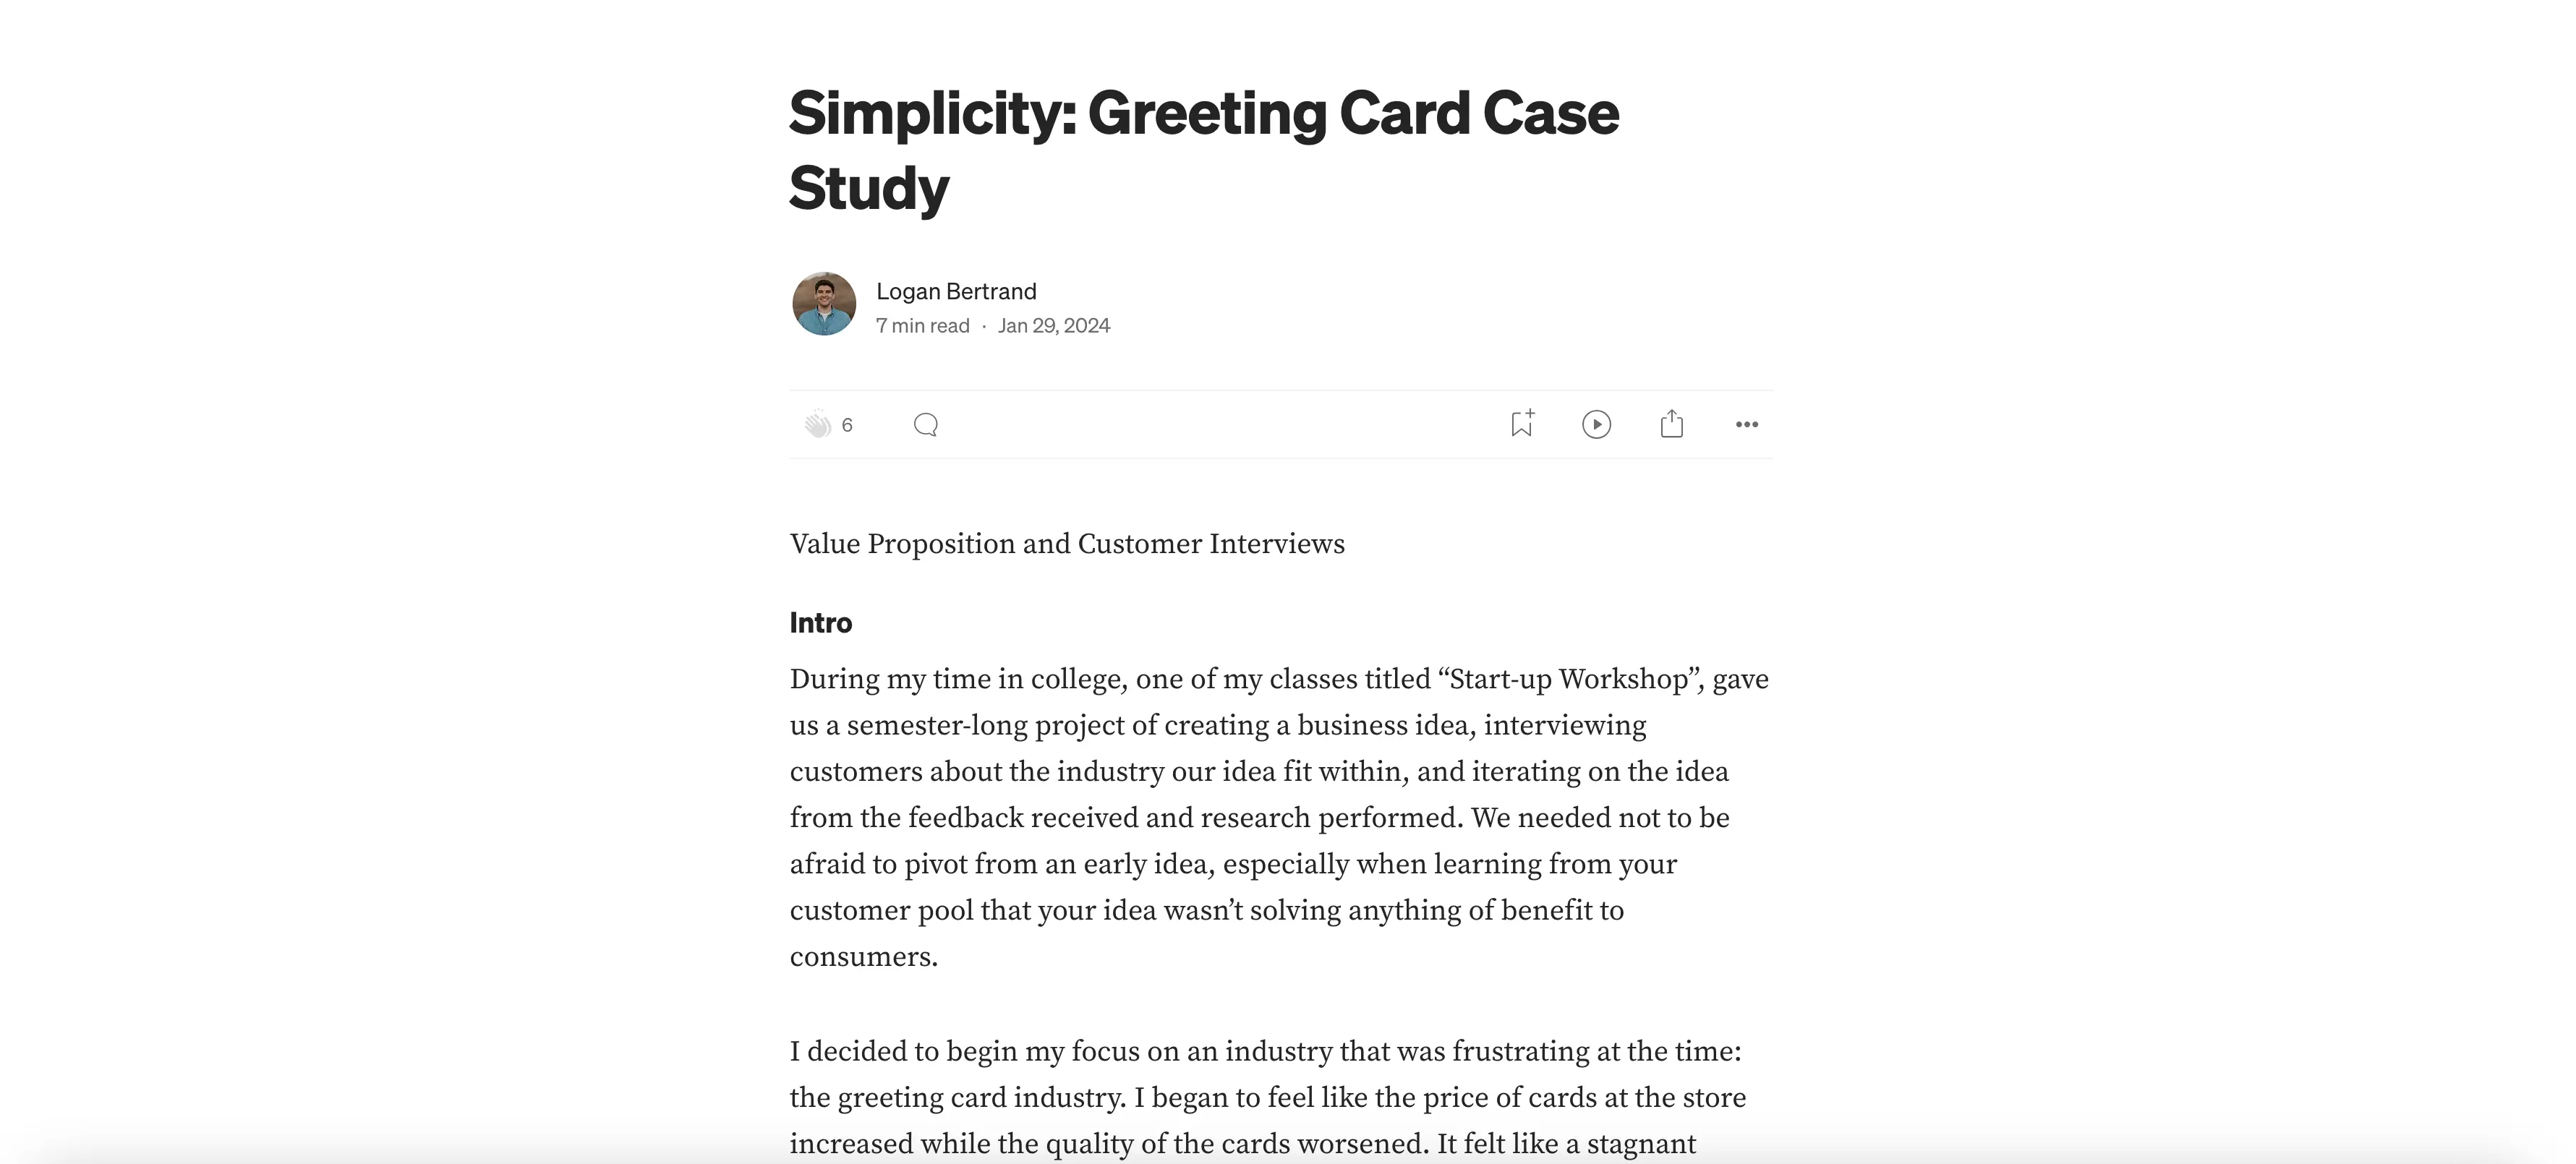 Simplicity: Greeting Card Case
Study
Logan Bertrand
7 min read · Jan 29, 2024
6
Value Proposition and Customer Interviews
Intro
During my time in college, one of my classes titled “Start-up Workshop”, gave
us a semester-long project of creating a business idea, interviewing
customers about the industry our idea fit within, and iterating on the idea
from the feedback received and research performed. We needed not to be
afraid to pivot from an early idea, especially when learning from your
customer pool that your idea wasn’t solving anything of benefit to
consumers.
I decided to begin my focus on an industry that was frustrating at the time:
the greeting card industry. I began to feel like the price of cards at the store
increased while the quality of the cards worsened. It felt like a stagnant